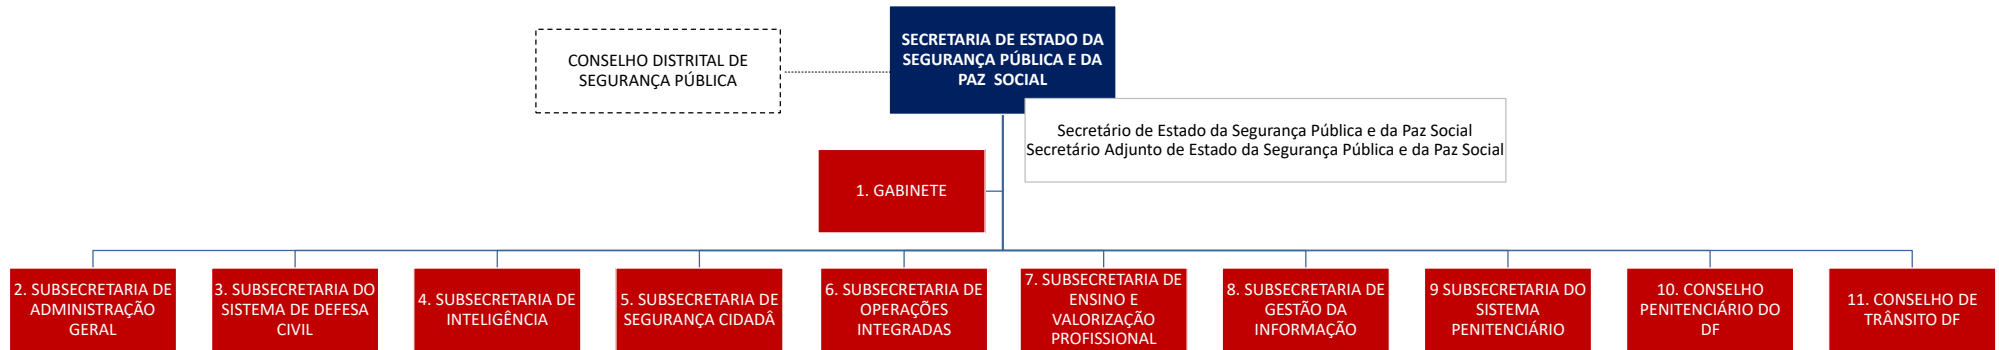 CONSELHO DISTRITAL DE
SEGURANÇA PÚBLICA
SECRETARIA DE ESTADO DA
SEGURANÇA PÚBLICA E DA
PAZ SOCIAL
Secretário de Estado da Segurança Pública e da Paz Social
Secretário Adjunto de Estado da Segurança Pública e da Paz Social
1. GABINETE
2. SUBSECRETARIA DE
ADMINISTRAÇÃO
GERAL
3. SUBSECRETARIA DO
SISTEMA DE DEFESA
CIVIL
4. SUBSECRETARIA DE
INTELIGÊNCIA
5. SUBSECRETARIA DE
SEGURANÇA CIDADÂ
6. SUBSECRETARIA DE
OPERAÇÕES
INTEGRADAS
7. SUBSECRETARIA DE
ENSINO E
VALORIZAÇÃO
PROFISSIONAL
8. SUBSECRETARIA DE
GESTÃO DA
INFORMAÇÃO
9 SUBSECRETARIA DO
SISTEMA
PENITENCIÁRIO
10. CONSELHO
PENITENCIÁRIO DO
DF
11. CONSELHO DE
TRÂNSITO DF